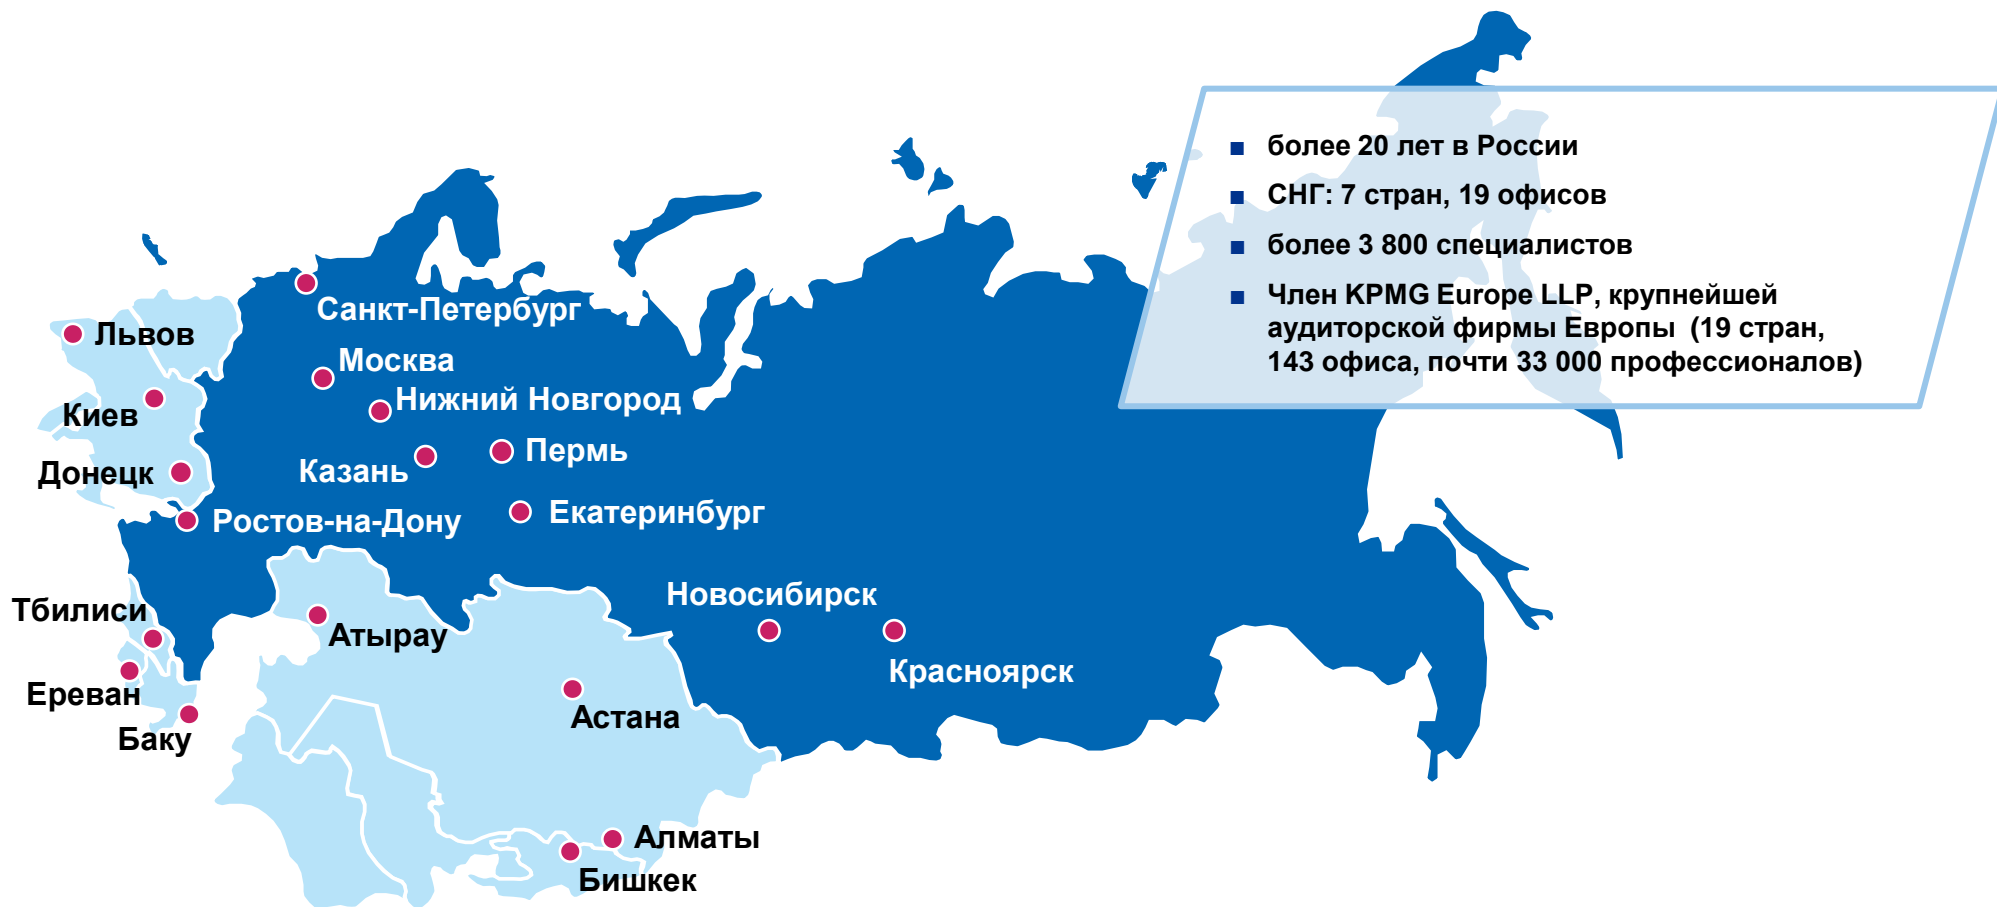 более 20 лет в России
СНГ: 7 стран, 19 офисов
более 3 800 специалистов
Член KPMG Europe LLP, крупнейшей
аудиторской фирмы Европы (19 стран,
143 офиса, почти 33 000 профессионалов)
Санкт-Петербург
Львов
Москва
Нижний Новгород
Киев
Пермь
Казань
Донецк
Екатеринбург
Ростов-на-Дону
Новосибирск
Тбилиси
Атырау
Красноярск
Ереван
Астана
Баку
Алматы
Бишкек